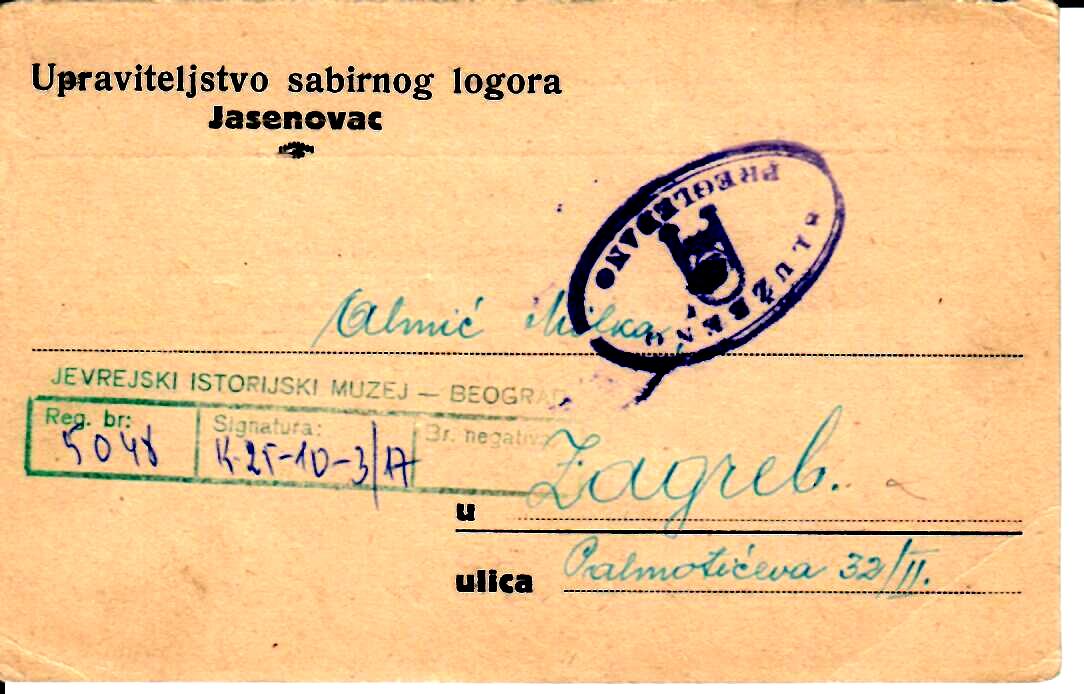 Upraviteljstvo sabirnog logora
Jasenovac
SLUŽBENO
PREGLEDANO
Almić Milka
JEVREJSKI ISTORIJSKI MUZEJ — BEOGRAD
Reg. br: Signatura: Br. negativa
5048 K-25-10-3/17
Zagreb.
u
Palmotićeva 32/II.
ulica